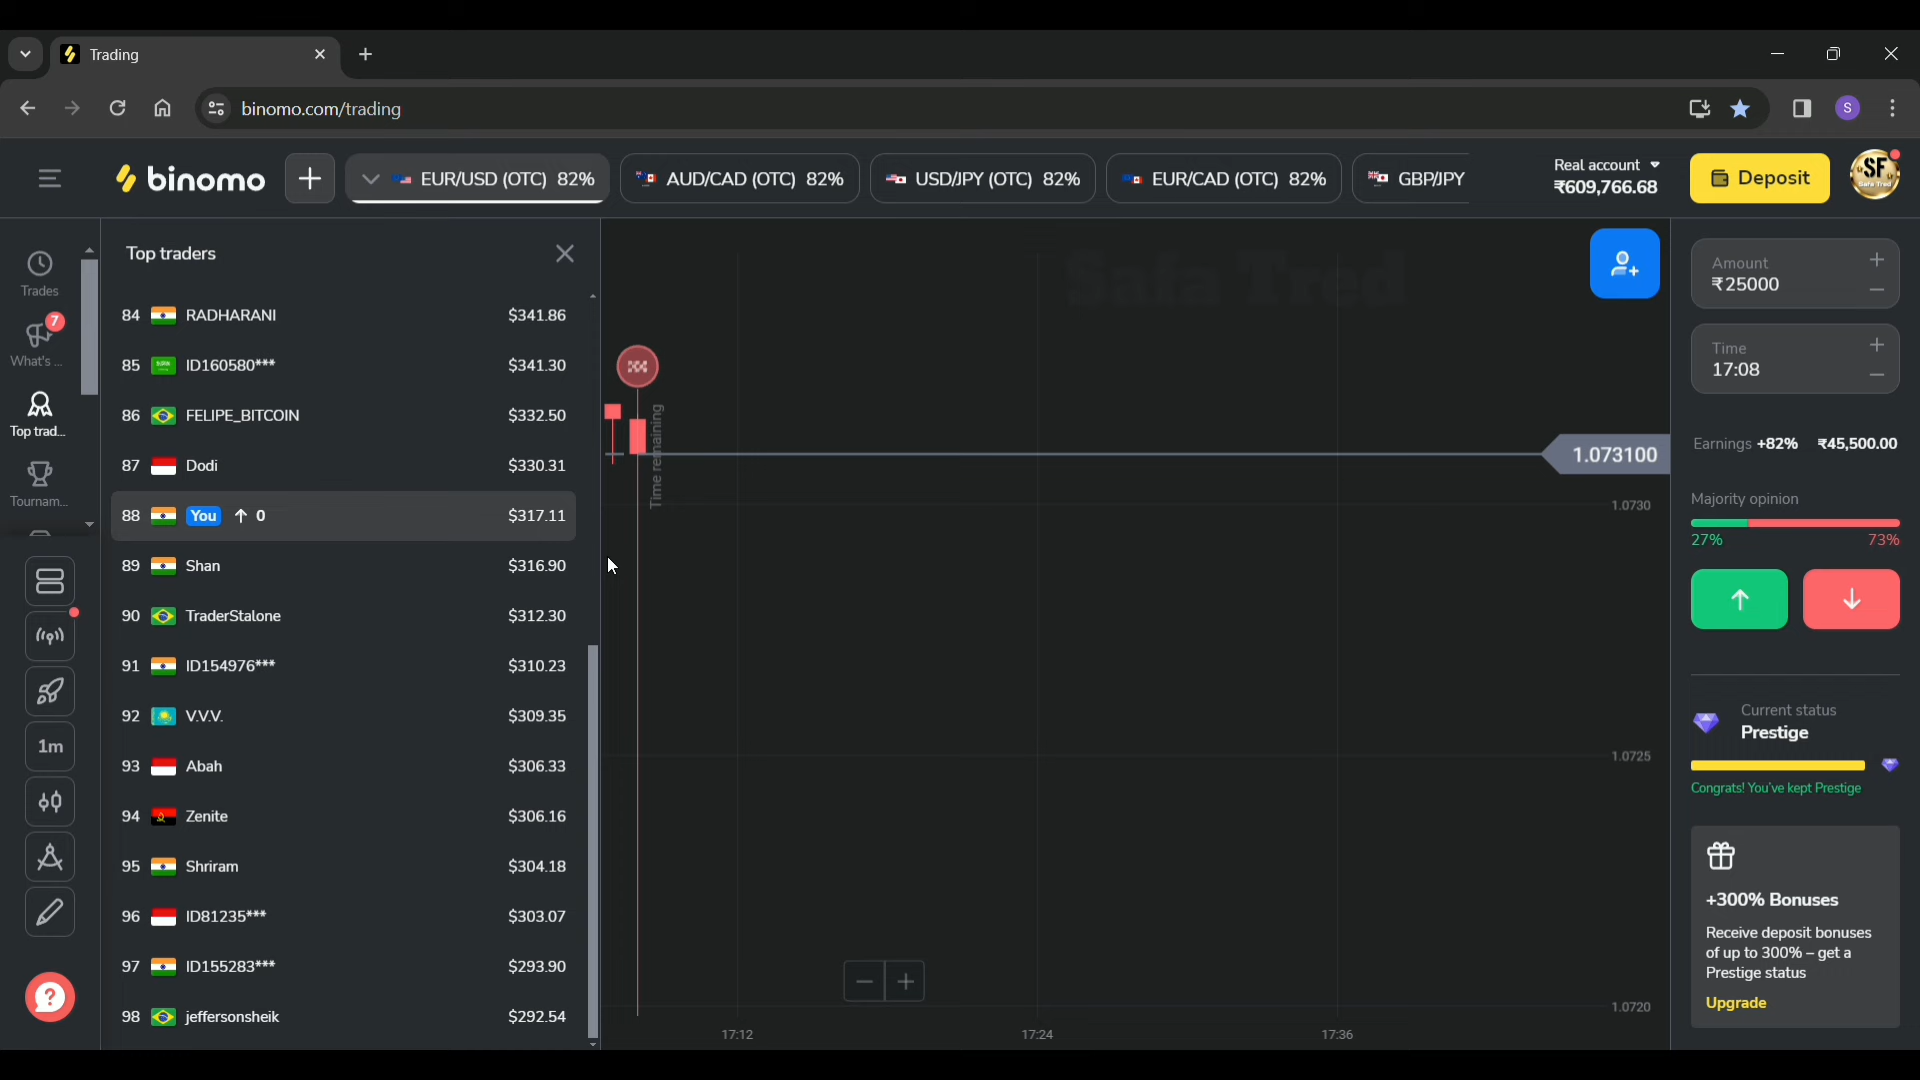 Trading
binomo.com/trading
S
binomo
EUR/USD (OTC) 82%
AUD/CAD (OTC) 82%
USD/JPY (OTC) 82%
EUR/CAD (OTC) 82%
GBP/JPY
Real account
₹609,766.68
Deposit
SF
Safa Tred
Trades
7
What's ...
Top trad...
Tournam...
1m
Top traders
84 RADHARANI $341.86
85 ID160580*** $341.30
86 FELIPE_BITCOIN $332.50
87 Dodi $330.31
88 You ↑ 0 $317.11
89 Shan $316.90
90 TraderStalone $312.30
91 ID154976*** $310.23
92 V.V.V. $309.35
93 Abah $306.33
94 Zenite $306.16
95 Shriram $304.18
96 ID81235*** $303.07
97 ID155283*** $293.90
98 jeffersonsheik $292.54
Safa Tred
Time remaining
1.073100
1.0730
1.0725
1.0720
17:12
17:24
17:36
Amount
₹25000
Time
17:08
Earnings +82% ₹45,500.00
Majority opinion
27% 73%
Current status
Prestige
Congrats! You've kept Prestige
+300% Bonuses
Receive deposit bonuses
of up to 300% – get a
Prestige status
Upgrade